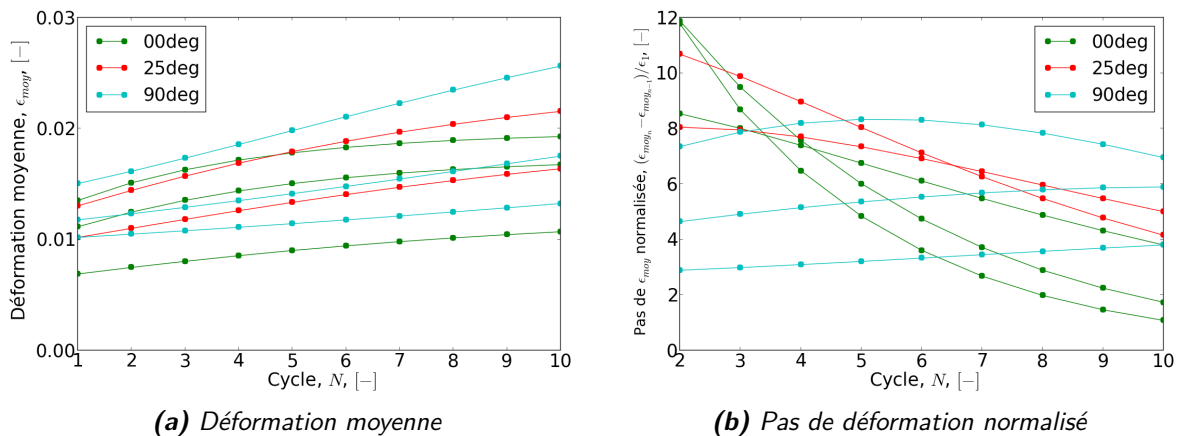 0.03
0.02
0.01
0.00
Déformation moyenne, ϵ_moy, [−]
00deg
25deg
90deg
1 2 3 4 5 6 7 8 9 10
Cycle, N, [−]
(a) Déformation moyenne
14
12
10
8
6
4
2
0
Pas de ϵ_moy normalisée, (ϵ_moy_n − ϵ_moy_n−1)/ϵ_1, [−]
00deg
25deg
90deg
2 3 4 5 6 7 8 9 10
Cycle, N, [−]
(b) Pas de déformation normalisé